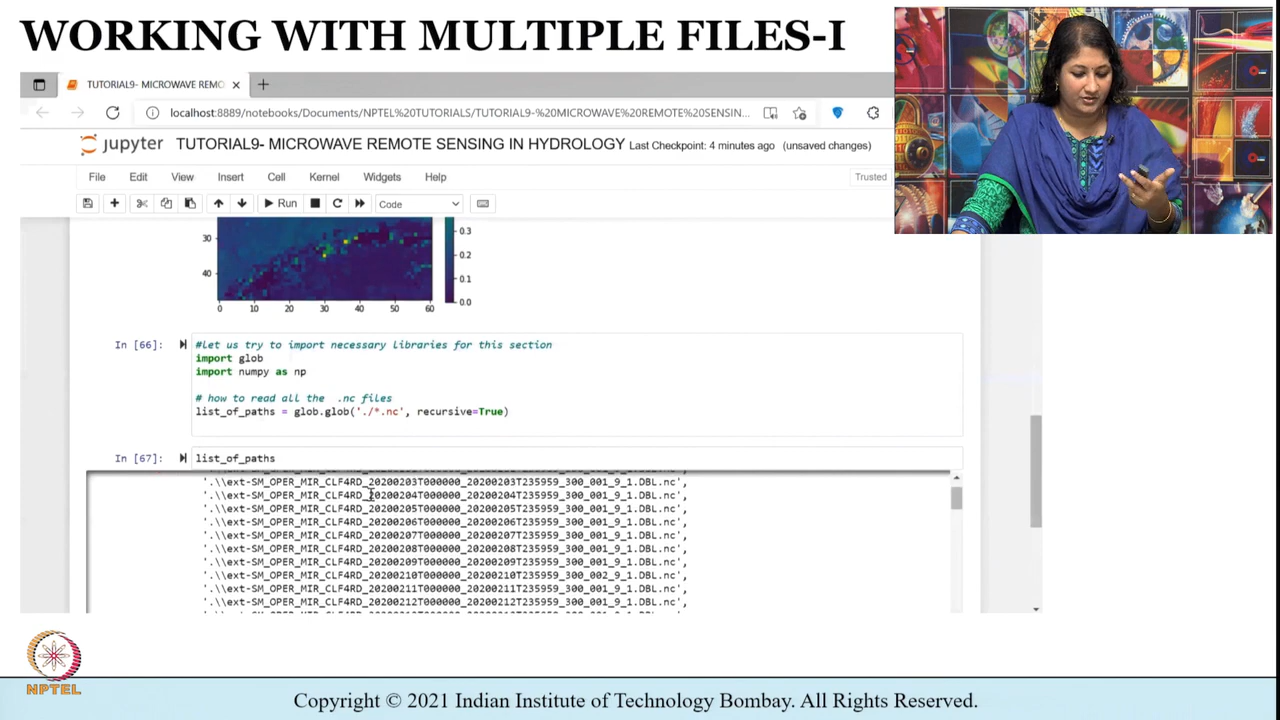 WORKING WITH MULTIPLE FILES-I
TUTORIAL9- MICROWAVE REMO
localhost:8889/notebooks/Documents/NPTEL%20TUTORIALS/TUTORIAL9-%20MICROWAVE%20REMOTE%20SENSIN...
jupyter TUTORIAL9- MICROWAVE REMOTE SENSING IN HYDROLOGY Last Checkpoint: 4 minutes ago (unsaved changes)
File Edit View Insert Cell Kernel Widgets Help Trusted
Run Code
30
40
0 10 20 30 40 50 60
0.3
0.2
0.1
0.0
In [66]:
#Let us try to import necessary libraries for this section
import glob
import numpy as np
# how to read all the .nc files
list_of_paths = glob.glob('./*.nc', recursive=True)
In [67]: list_of_paths
'.\\ext-SM_OPER_MIR_CLF4RD_20200203T000000_20200203T235959_300_001_9_1.DBL.nc',
'.\\ext-SM_OPER_MIR_CLF4RD_20200204T000000_20200204T235959_300_001_9_1.DBL.nc',
'.\\ext-SM_OPER_MIR_CLF4RD_20200205T000000_20200205T235959_300_001_9_1.DBL.nc',
'.\\ext-SM_OPER_MIR_CLF4RD_20200206T000000_20200206T235959_300_001_9_1.DBL.nc',
'.\\ext-SM_OPER_MIR_CLF4RD_20200207T000000_20200207T235959_300_001_9_1.DBL.nc',
'.\\ext-SM_OPER_MIR_CLF4RD_20200208T000000_20200208T235959_300_001_9_1.DBL.nc',
'.\\ext-SM_OPER_MIR_CLF4RD_20200209T000000_20200209T235959_300_001_9_1.DBL.nc',
'.\\ext-SM_OPER_MIR_CLF4RD_20200210T000000_20200210T235959_300_002_9_1.DBL.nc',
'.\\ext-SM_OPER_MIR_CLF4RD_20200211T000000_20200211T235959_300_001_9_1.DBL.nc',
'.\\ext-SM_OPER_MIR_CLF4RD_20200212T000000_20200212T235959_300_001_9_1.DBL.nc',
NPTEL
Copyright © 2021 Indian Institute of Technology Bombay. All Rights Reserved.